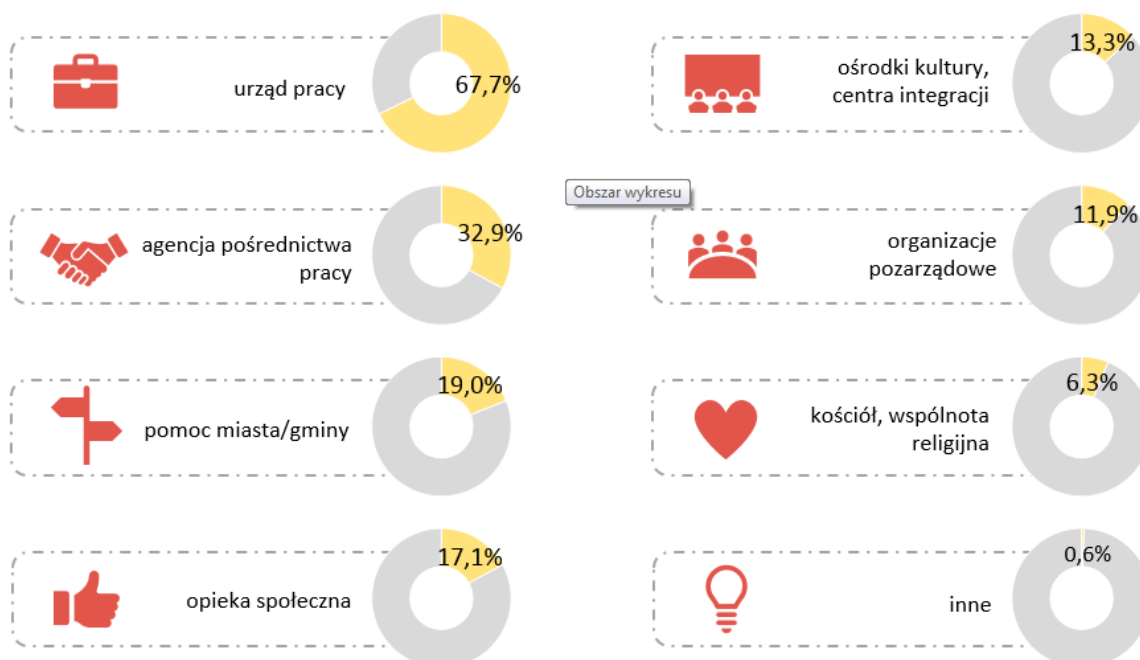 urząd pracy
67,7%
agencja pośrednictwa
pracy
32,9%
pomoc miasta/gminy
19,0%
opieka społeczna
17,1%
Obszar wykresu
ośrodki kultury,
centra integracji
13,3%
organizacje
pozarządowe
11,9%
kościół, wspólnota
religijna
6,3%
inne
0,6%